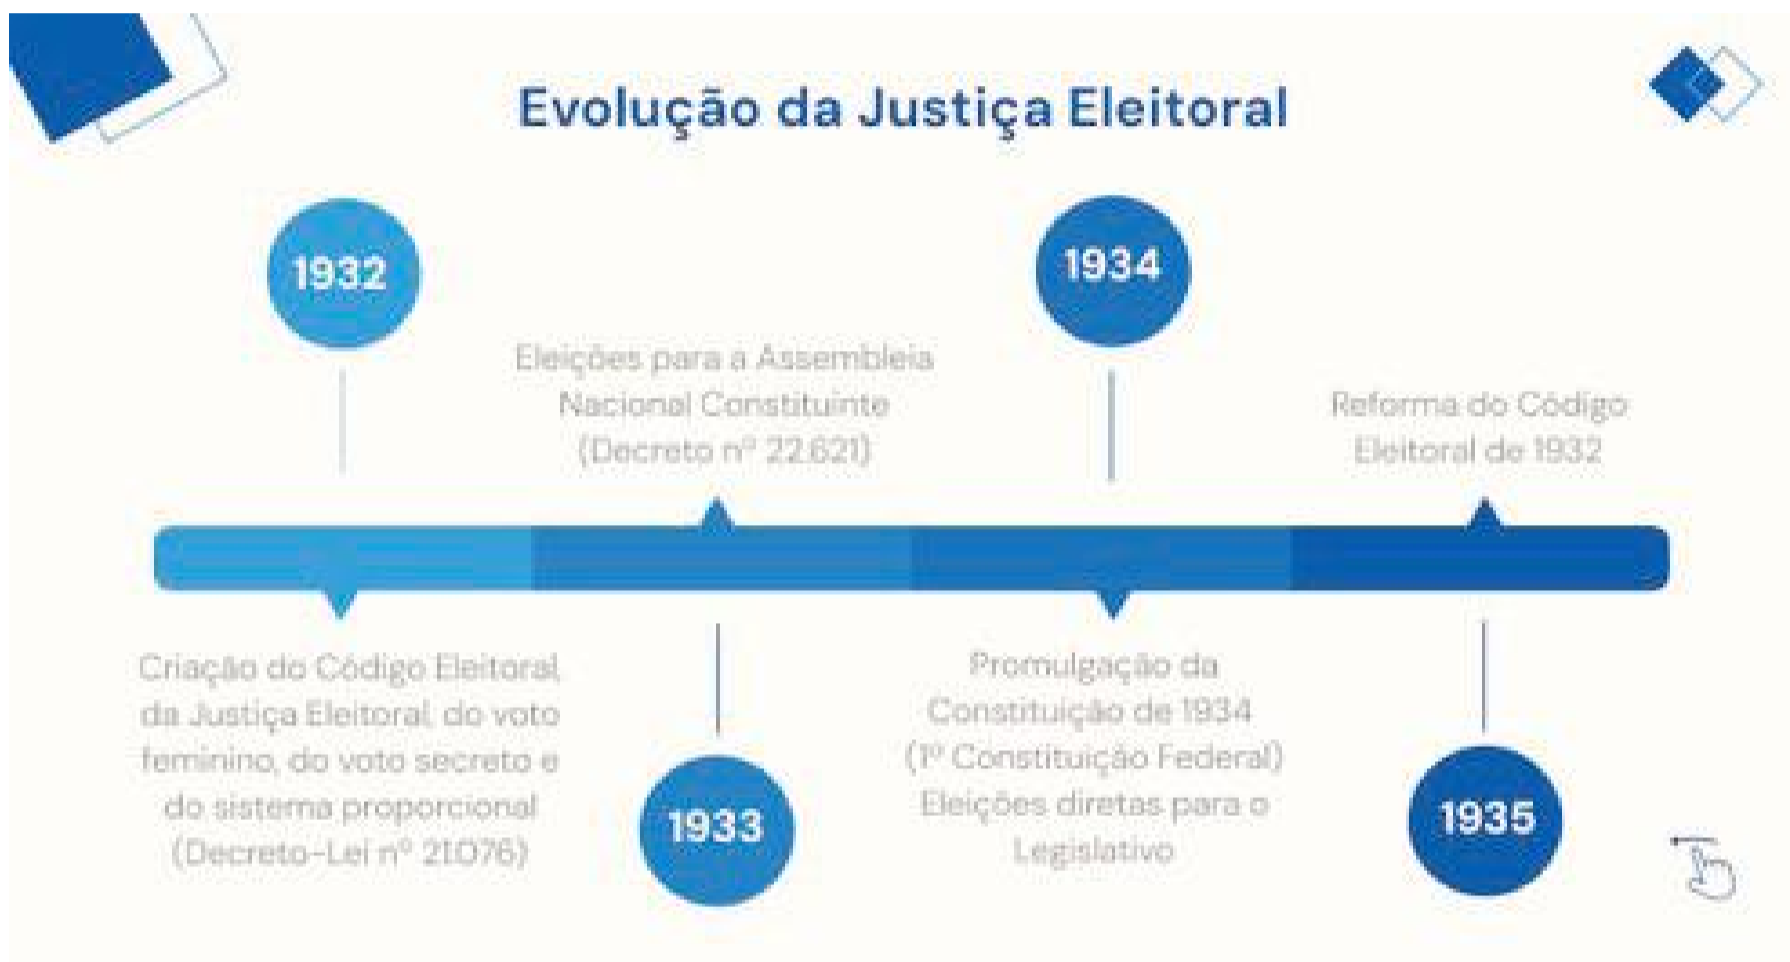 Evolução da Justiça Eleitoral
1932
Criação do Código Eleitoral,
da Justiça Eleitoral, do voto
feminino, do voto secreto e
do sistema proporcional
(Decreto-Lei nº 21.076)
Eleições para a Assembleia
Nacional Constituinte
(Decreto nº 22.621)
1933
1934
Promulgação da
Constituição de 1934
(1º Constituição Federal)
Eleições diretas para o
Legislativo
Reforma do Código
Eleitoral de 1932
1935